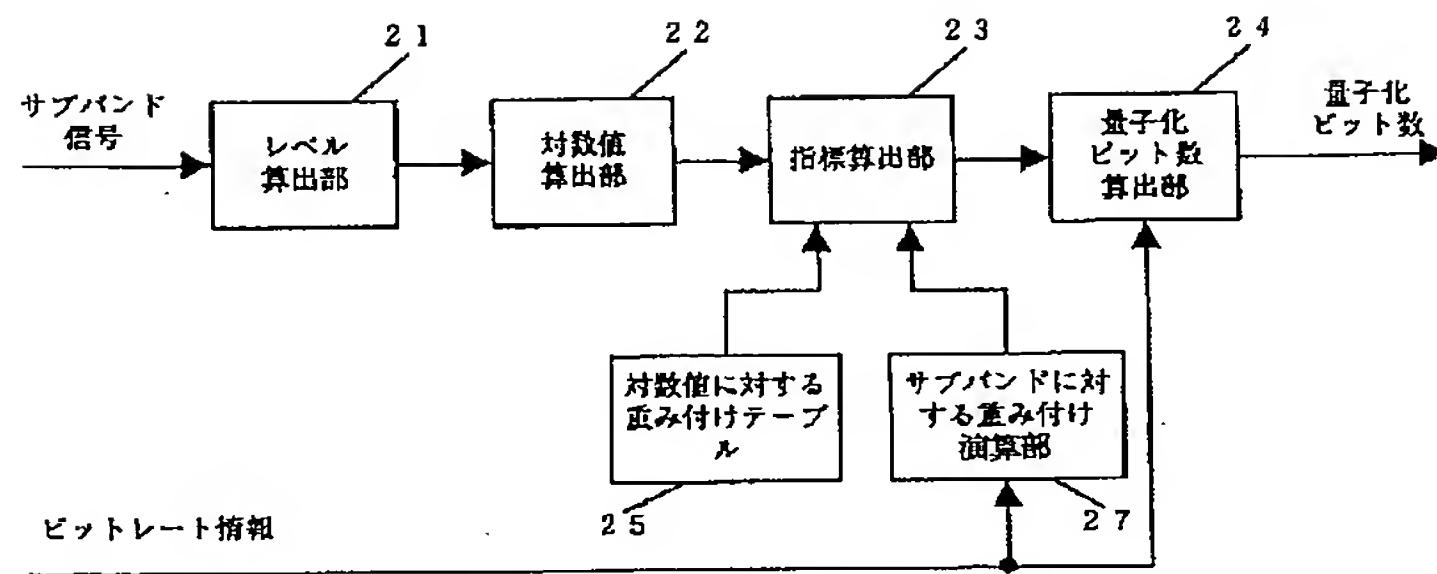 ２１
２２
２３
２４
サブバンド
信号
レベル
算出部
対数値
算出部
指標算出部
量子化
ビット数
算出部
量子化
ビット数
対数値に対する
重み付けテーブ
ル
サブバンドに対
する重み付け
演算部
２５
２７
ビットレート情報